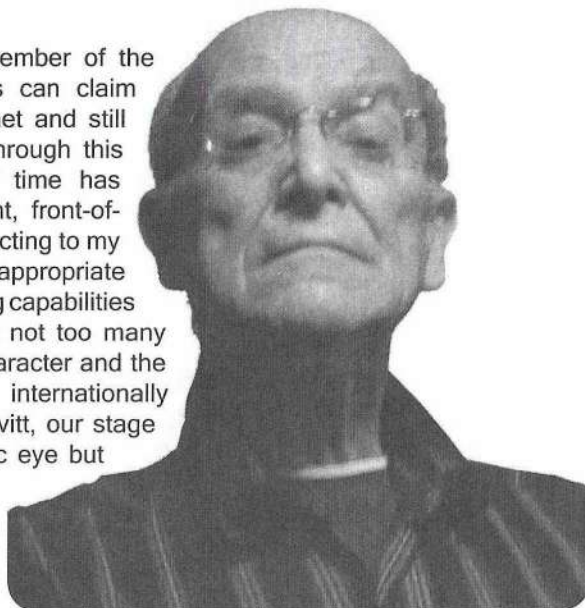 ember of the
s can claim
net and still
hrough this
time has
nt, front-of-
cting to my
appropriate
g capabilities
not too many
aracter and the
internationally
vitt, our stage
c eye but